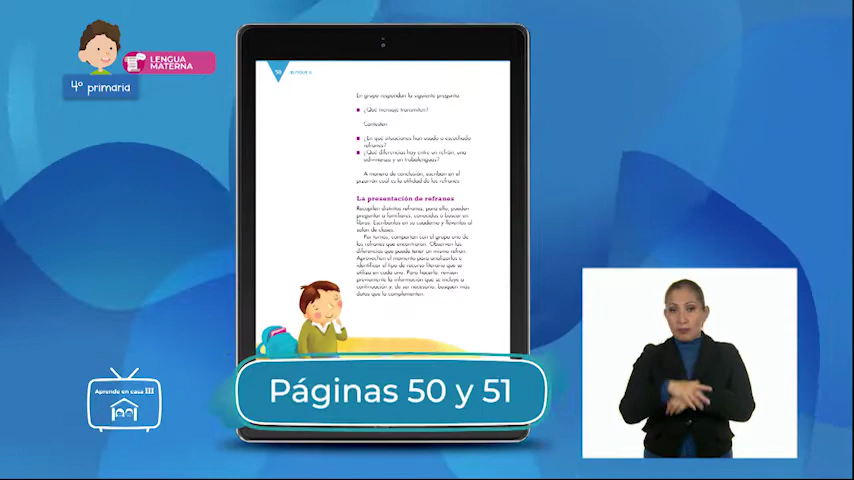 LENGUA
MATERNA
4° primaria
50
BLOQUE II
En grupo respondan la siguiente pregunta:
¿Qué mensaje transmiten?
Contesten:
¿En qué situaciones han usado o escuchado
refranes?
¿Qué diferencias hay entre un refrán, una
adivinanza y un trabalenguas?
A manera de conclusión, escriban en el
pizarrón cuál es la utilidad de los refranes.
La presentación de refranes
Recopilen distintos refranes; para ello, pueden
preguntar a familiares, conocidos o buscar en
libros. Escríbanlos en su cuaderno y llévenlos al
salón de clases.
Por turnos, compartan con el grupo uno de
los refranes que encontraron. Observen las
diferencias que puede tener un mismo refrán.
Aprovechen el momento para analizarlos e
identificar el tipo de recurso literario que se
utiliza en cada uno. Para hacerlo, revisen
previamente la información que se incluye a
continuación y, de ser necesario, busquen más
datos que la complementen.
Páginas 50 y 51
Aprende en casa III